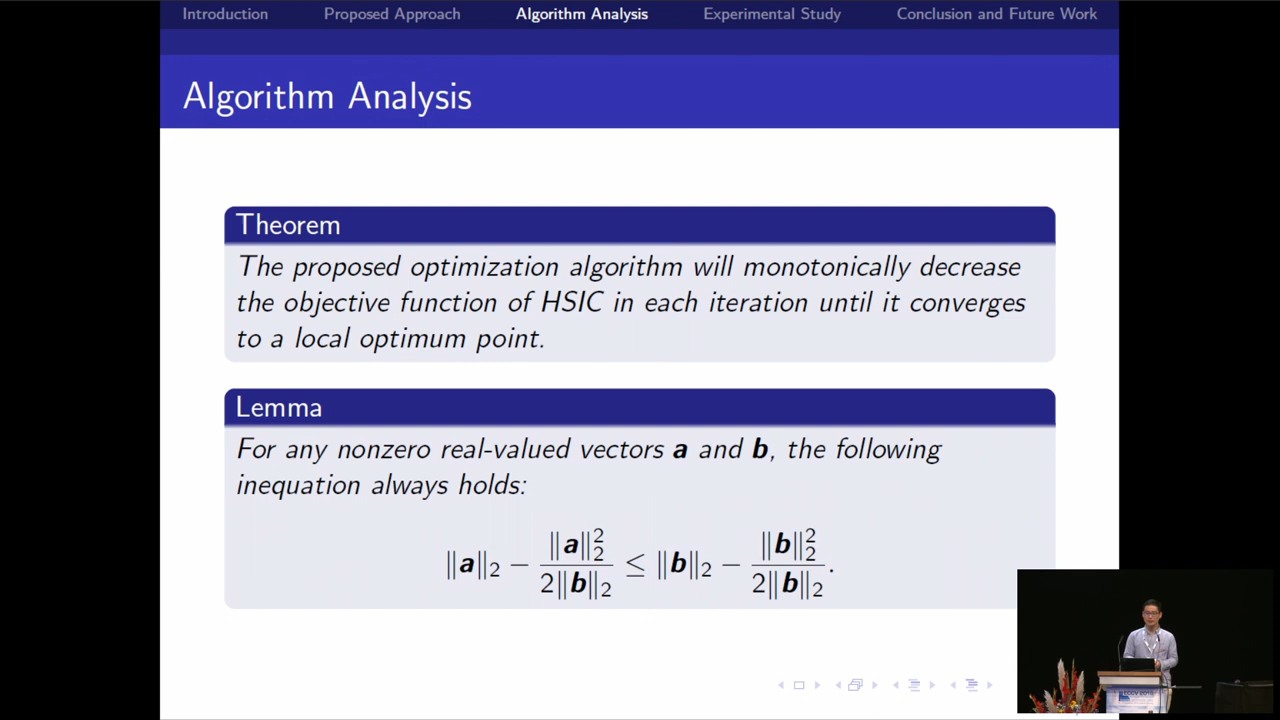 Introduction Proposed Approach Algorithm Analysis Experimental Study Conclusion and Future Work
Algorithm Analysis
Theorem
The proposed optimization algorithm will monotonically decrease
the objective function of HSIC in each iteration until it converges
to a local optimum point.
Lemma
For any nonzero real-valued vectors a and b, the following
inequation always holds:
‖a‖₂ − ‖a‖₂² / 2‖b‖₂ ≤ ‖b‖₂ − ‖b‖₂² / 2‖b‖₂.